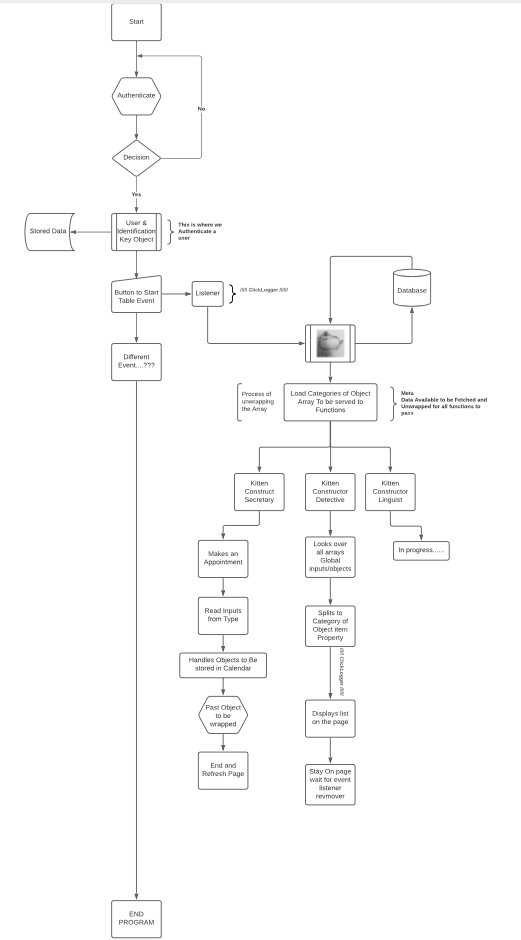 Start
Authenticate
No
Decision
Yes
User &
Identification
Key Object
Stored Data
This is where we
Authenticate a
user
Button to Start
Table Event
Listener
///// ClickLogger /////
Database
Different
Event....???
Process of
unwrapping
the Array
Load Categories of Object
Array To be served to
Functions
Meta
Data Available to be Fetched and
Unwrapped for all functions to
pass
Kitten
Construct
Secretary
Kitten
Constructor
Detective
Kitten
Constructor
Linguist
Makes an
Appointment
Looks over
all arrays
Global
inputs/objects
In progress......
Read Inputs
from Type
Splits to
Category of
Object item
Property
Handles Objects to Be
stored in Calendar
///// ClickLogger /////
Past Object
to be
wrapped
Displays list
on the page
End and
Refresh Page
Stay On page
wait for event
listener
revmover
END
PROGRAM